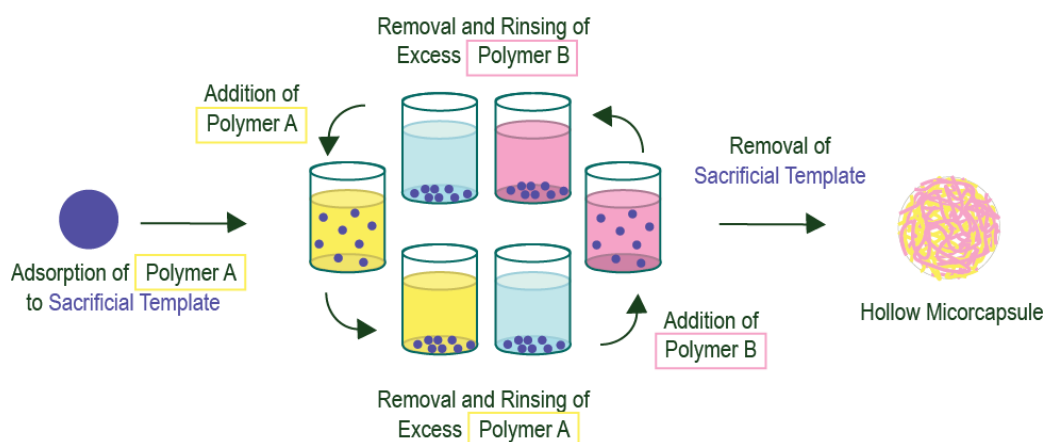 Removal and Rinsing of
Excess Polymer B
Addition of
Polymer A
Removal of
Sacrificial Template
Adsorption of Polymer A
to Sacrificial Template
Hollow Micorcapsule
Addition of
Polymer B
Removal and Rinsing of
Excess Polymer A